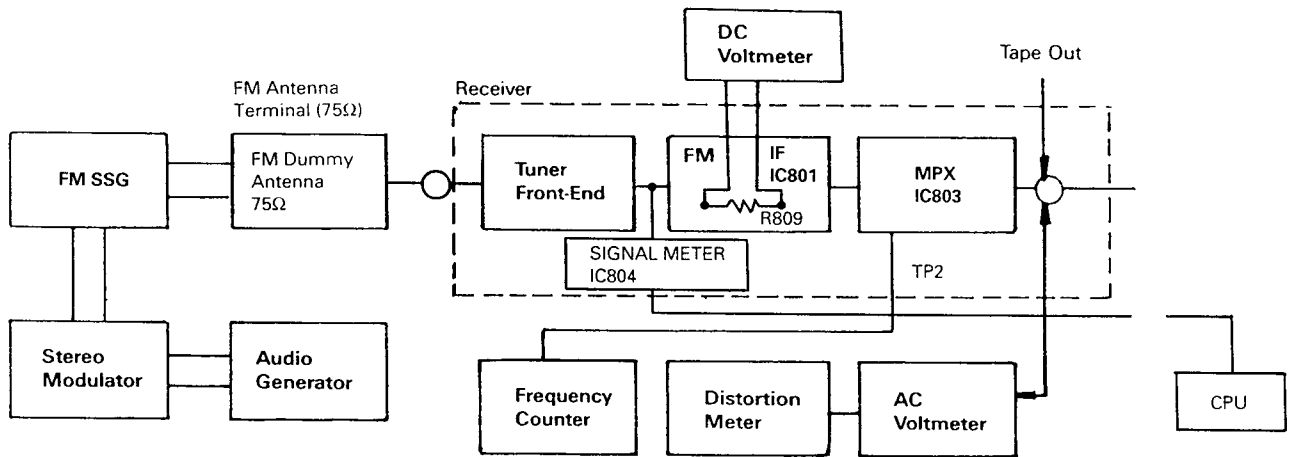 DC
Voltmeter
Tape Out
FM Antenna
Terminal (75Ω)
Receiver
FM SSG
FM Dummy
Antenna
75Ω
Tuner
Front-End
FM
IF
IC801
R809
MPX
IC803
SIGNAL METER
IC804
TP2
Stereo
Modulator
Audio
Generator
Frequency
Counter
Distortion
Meter
AC
Voltmeter
CPU